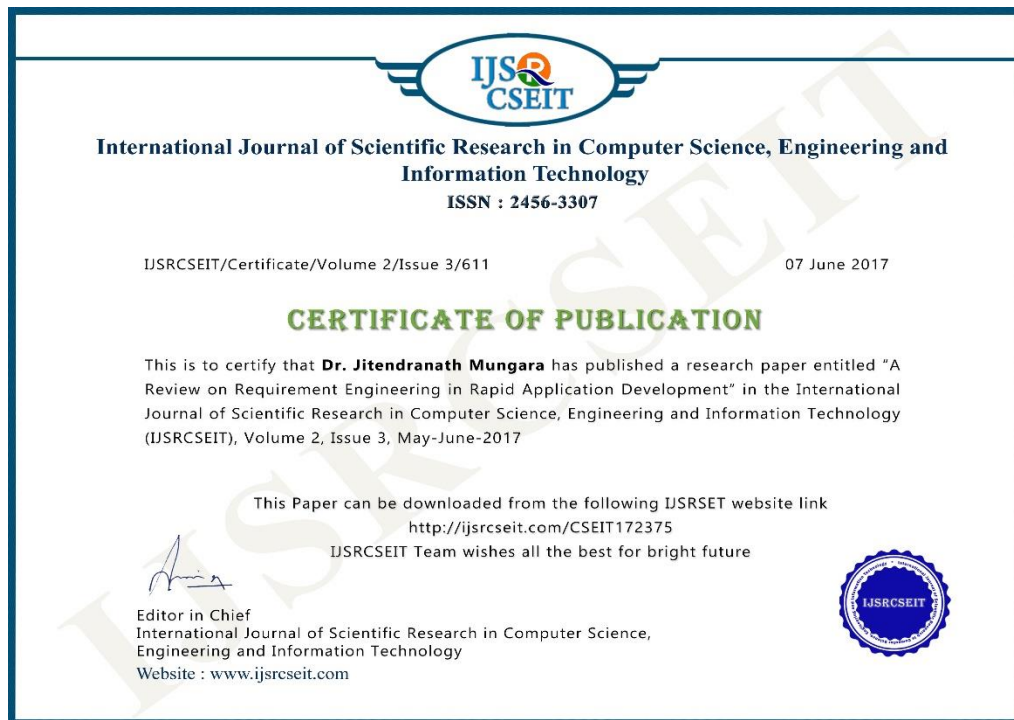 IJSR
CSEIT
International Journal of Scientific Research in Computer Science, Engineering and
Information Technology
ISSN : 2456-3307
IJSRCSEIT/Certificate/Volume 2/Issue 3/611
07 June 2017
CERTIFICATE OF PUBLICATION
This is to certify that Dr. Jitendranath Mungara has published a research paper entitled "A
Review on Requirement Engineering in Rapid Application Development" in the International
Journal of Scientific Research in Computer Science, Engineering and Information Technology
(IJSRCSEIT), Volume 2, Issue 3, May-June-2017
This Paper can be downloaded from the following IJSRSET website link
http://ijsrcseit.com/CSEIT172375
IJSRCSEIT Team wishes all the best for bright future
Editor in Chief
International Journal of Scientific Research in Computer Science,
Engineering and Information Technology
Website : www.ijsrcseit.com
IJSRCSEIT
IJSRCSEIT